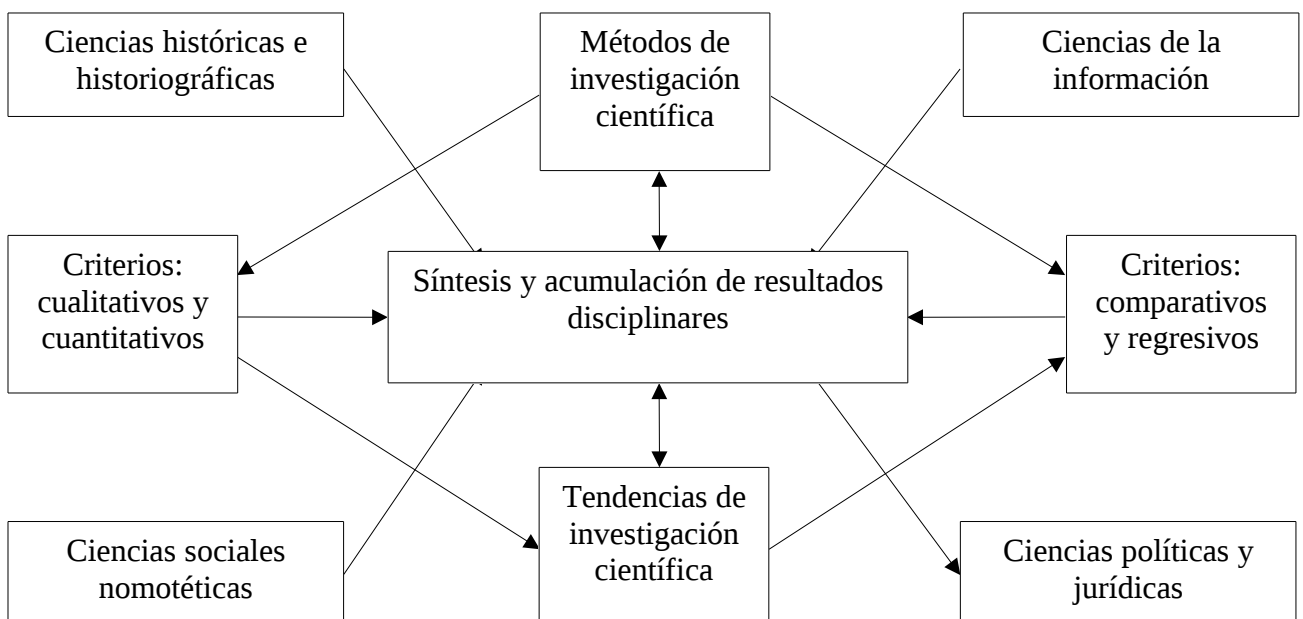 Ciencias históricas e
historiográficas
Métodos de
investigación
científica
Ciencias de la
información
Criterios:
cualitativos y
cuantitativos
Síntesis y acumulación de resultados
disciplinares
Criterios:
comparativos
y regresivos
Ciencias sociales
nomotéticas
Tendencias de
investigación
científica
Ciencias políticas y
jurídicas